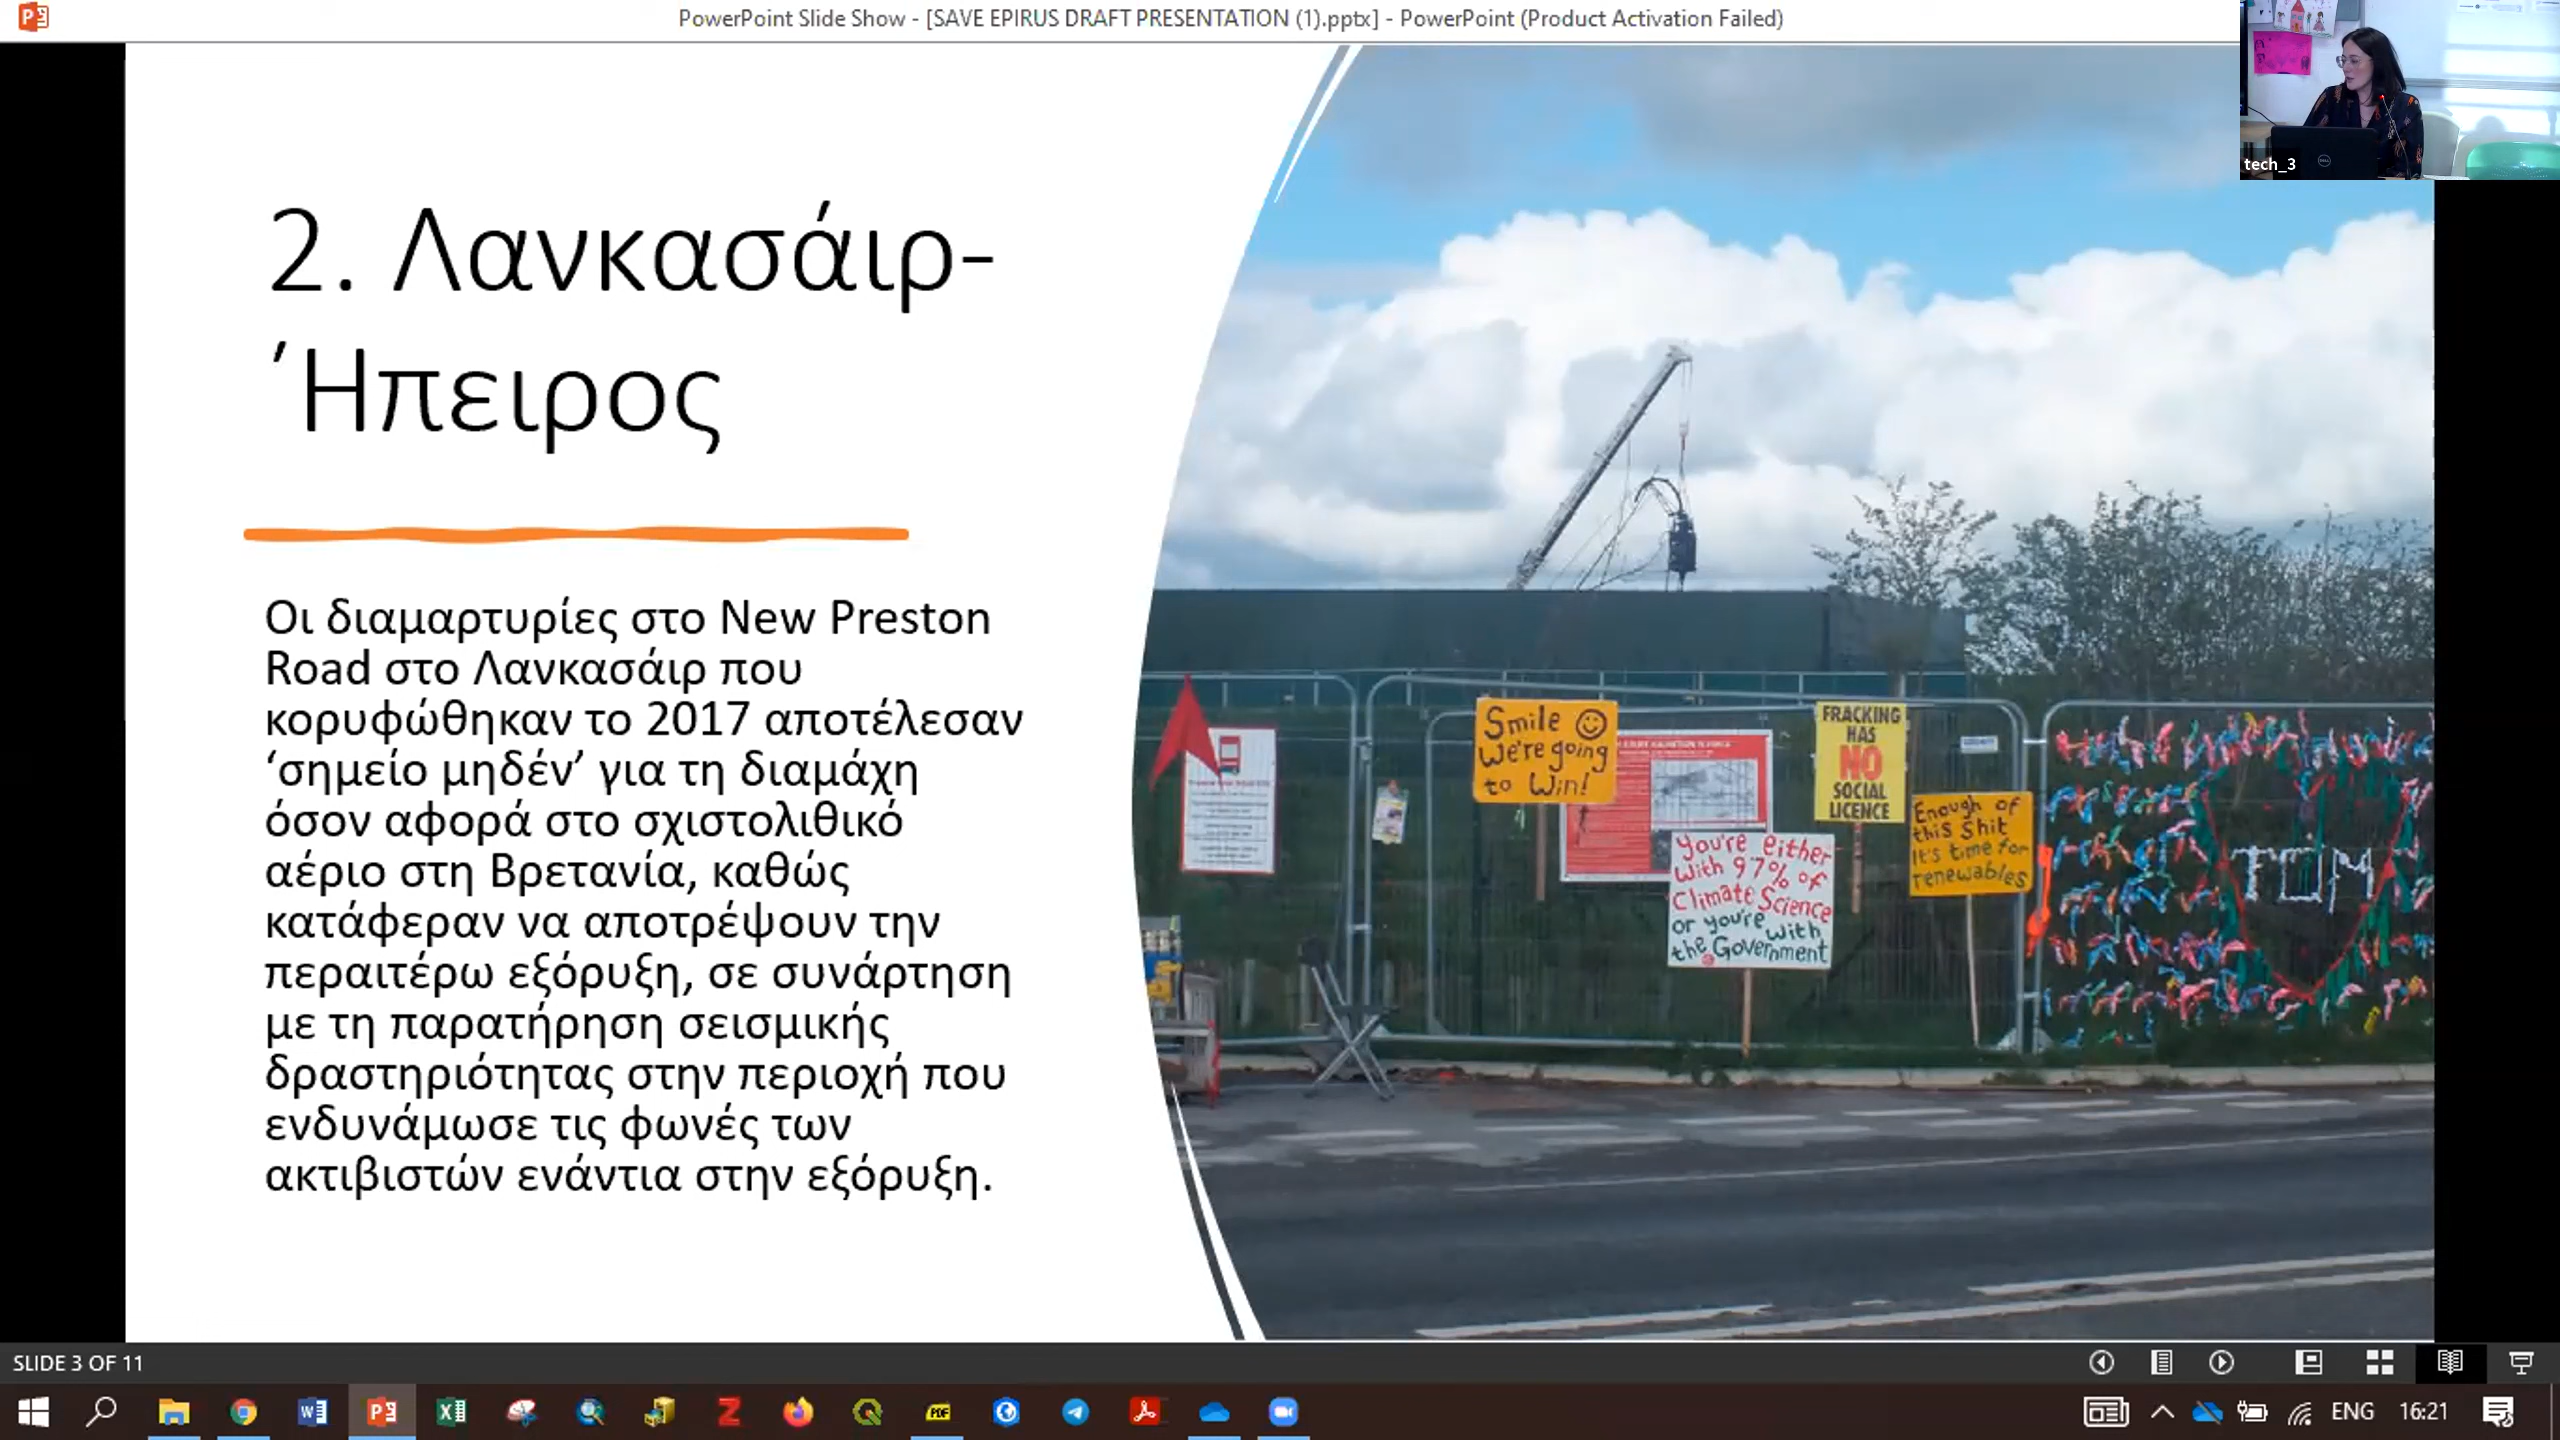 PowerPoint Slide Show - [SAVE EPIRUS DRAFT PRESENTATION (1).pptx] - PowerPoint (Product Activation Failed)
tech_3
2. Λανκασάιρ-
΄Ηπειρος
Οι διαμαρτυρίες στο New Preston
Road στο Λανκασάιρ που
κορυφώθηκαν το 2017 αποτέλεσαν
‘σημείο μηδέν’ για τη διαμάχη
όσον αφορά στο σχιστολιθικό
αέριο στη Βρετανία, καθώς
κατάφεραν να αποτρέψουν την
περαιτέρω εξόρυξη, σε συνάρτηση
με τη παρατήρηση σεισμικής
δραστηριότητας στην περιοχή που
ενδυνάμωσε τις φωνές των
ακτιβιστών ενάντια στην εξόρυξη.
Smile
We're going
to Win!
FRACKING
HAS
NO
SOCIAL
LICENCE
Enough of
this Shit
it's time for
renewables
You're either
with 97% of
Climate Science
or you're with
the Government
TOM
SLIDE 3 OF 11
PDF
ENG
16:21